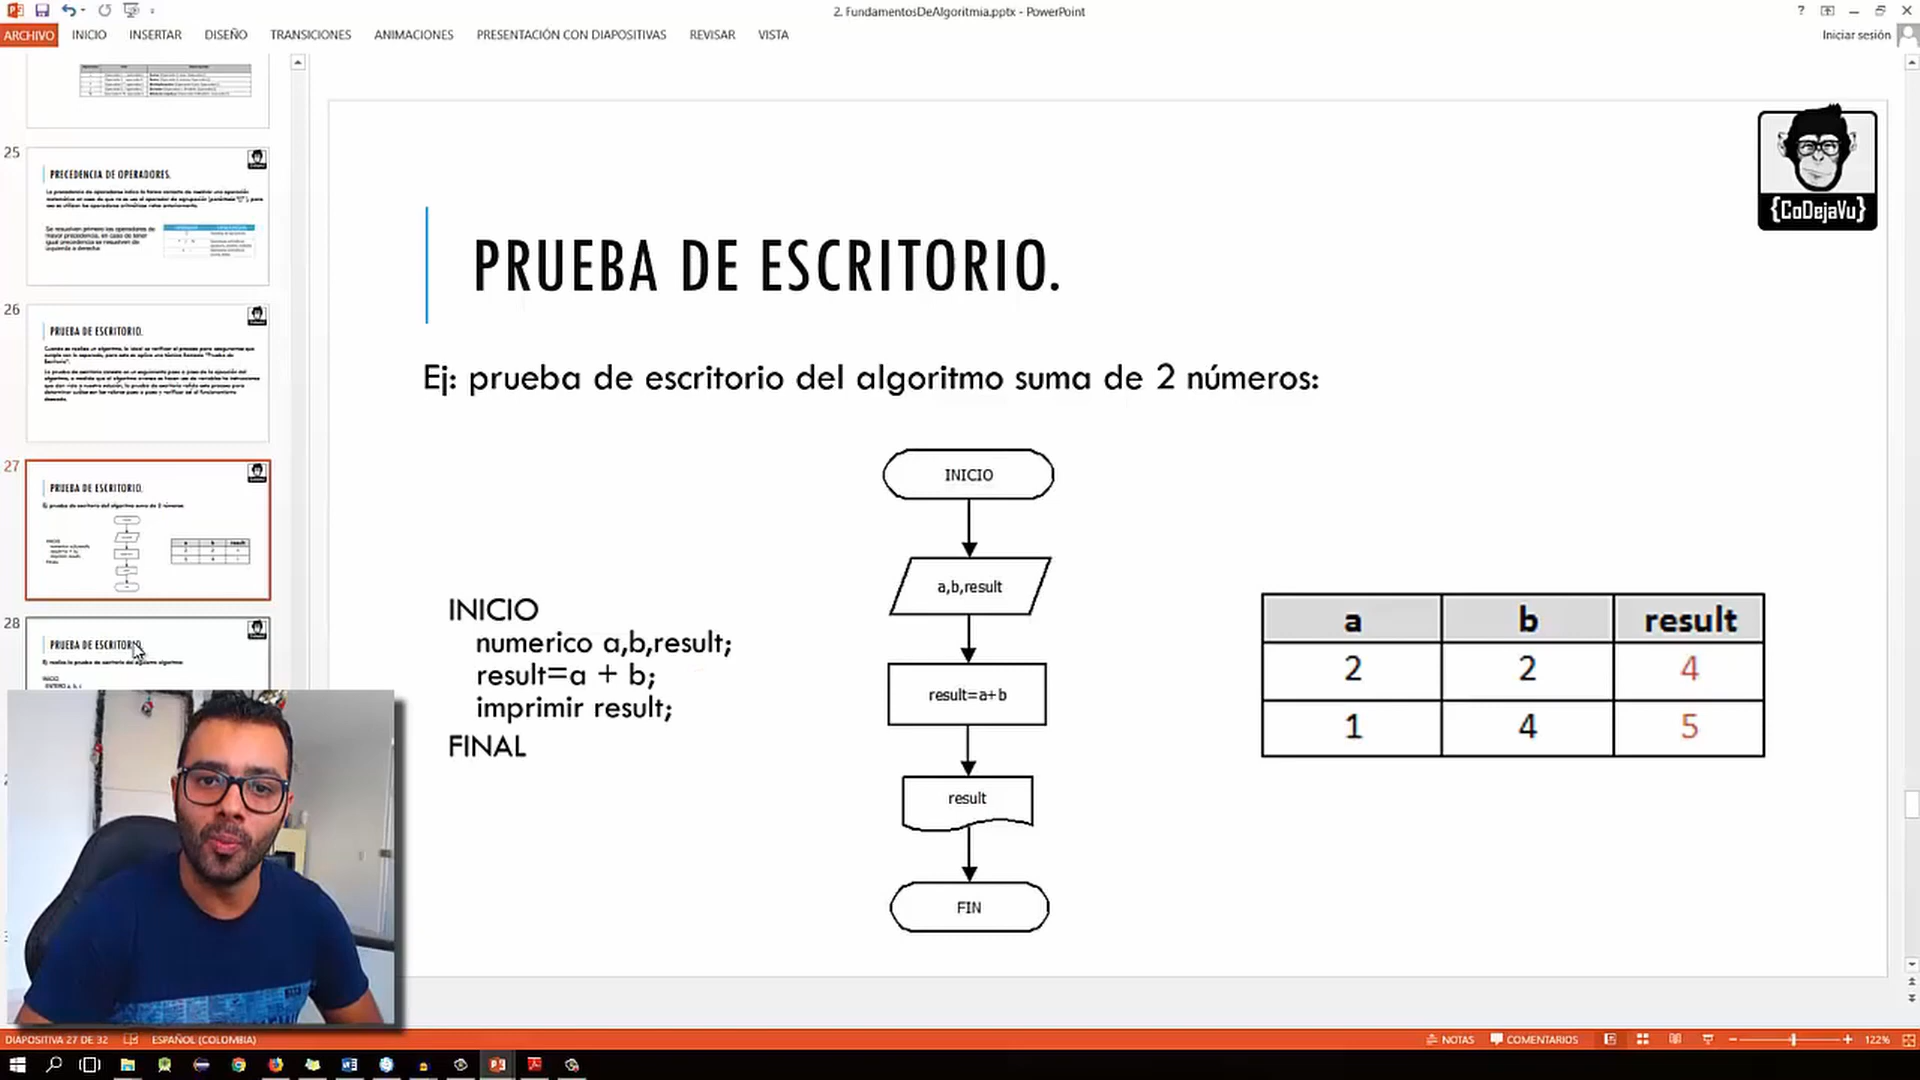 2. FundamentosDeAlgoritmia.pptx - PowerPoint
ARCHIVO INICIO INSERTAR DISEÑO TRANSICIONES ANIMACIONES PRESENTACIÓN CON DIAPOSITIVAS REVISAR VISTA
Iniciar sesión
25
PRECEDENCIA DE OPERADORES.
26
PRUEBA DE ESCRITORIO.
27
PRUEBA DE ESCRITORIO.
28
PRUEBA DE ESCRITORIO.
{CoDejaVu}
PRUEBA DE ESCRITORIO.
Ej: prueba de escritorio del algoritmo suma de 2 números:
INICIO
numerico a,b,result;
result=a + b;
imprimir result;
FINAL
INICIO
a,b,result
result=a+b
result
FIN
a b result
2 2 4
1 4 5
DIAPOSITIVA 27 DE 32 ESPAÑOL (COLOMBIA)
NOTAS COMENTARIOS 122%